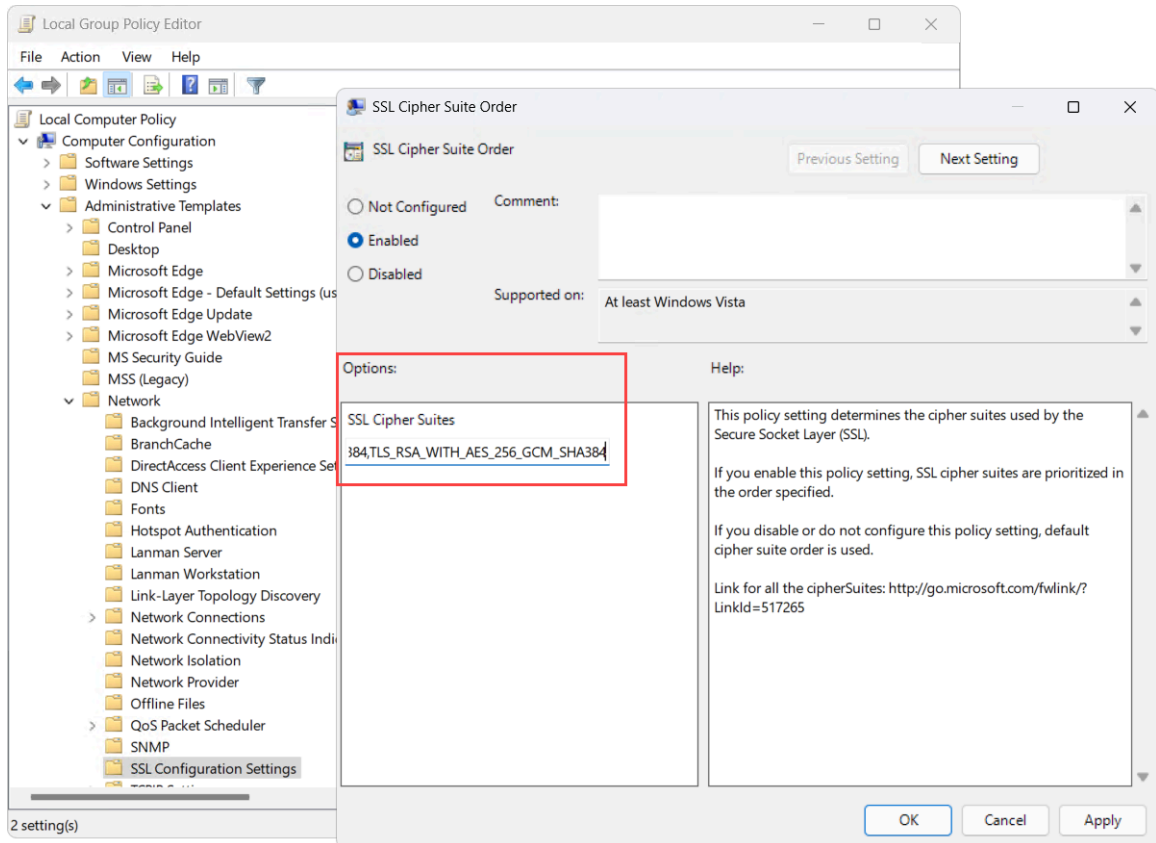 Local Group Policy Editor
File Action View Help
Local Computer Policy
Computer Configuration
Software Settings
Windows Settings
Administrative Templates
Control Panel
Desktop
Microsoft Edge
Microsoft Edge - Default Settings (us
Microsoft Edge Update
Microsoft Edge WebView2
MS Security Guide
MSS (Legacy)
Network
Background Intelligent Transfer S
BranchCache
DirectAccess Client Experience Set
DNS Client
Fonts
Hotspot Authentication
Lanman Server
Lanman Workstation
Link-Layer Topology Discovery
Network Connections
Network Connectivity Status Indi
Network Isolation
Network Provider
Offline Files
QoS Packet Scheduler
SNMP
SSL Configuration Settings
2 setting(s)
SSL Cipher Suite Order
SSL Cipher Suite Order
Previous Setting
Next Setting
Not Configured
Enabled
Disabled
Comment:
Supported on:
At least Windows Vista
Options:
SSL Cipher Suites
384,TLS_RSA_WITH_AES_256_GCM_SHA384
Help:
This policy setting determines the cipher suites used by the
Secure Socket Layer (SSL).
If you enable this policy setting, SSL cipher suites are prioritized in
the order specified.
If you disable or do not configure this policy setting, default
cipher suite order is used.
Link for all the cipherSuites: http://go.microsoft.com/fwlink/?
LinkId=517265
OK
Cancel
Apply